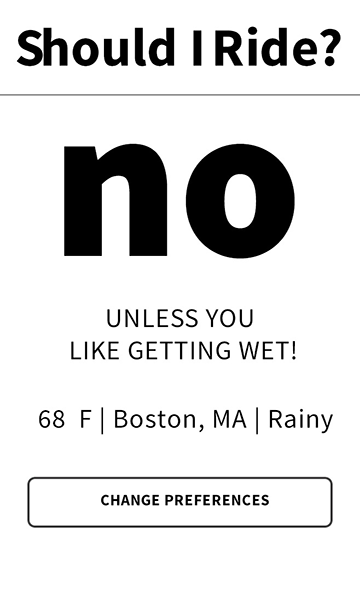 Should I Ride?
no
UNLESS YOU
LIKE GETTING WET!
68 F | Boston, MA | Rainy
CHANGE PREFERENCES